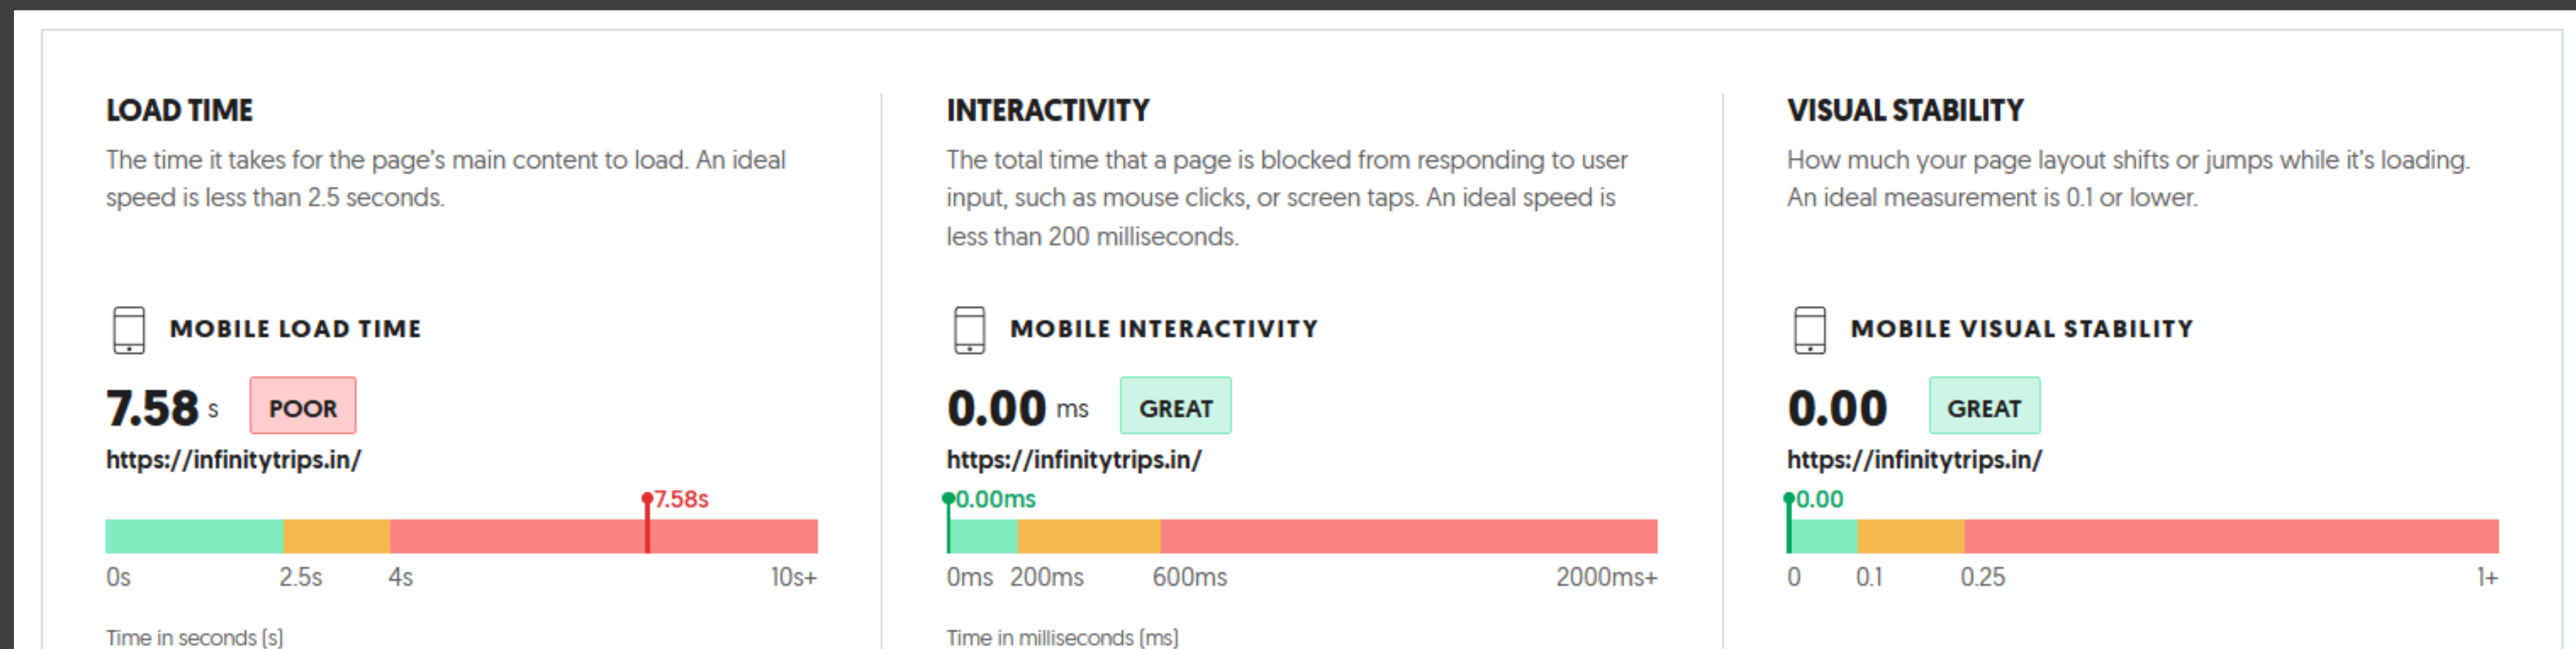 LOAD TIME
The time it takes for the page's main content to load. An ideal
speed is less than 2.5 seconds.
MOBILE LOAD TIME
7.58 s POOR
https://infinitytrips.in/
7.58s
0s 2.5s 4s 10s+
Time in seconds (s)
INTERACTIVITY
The total time that a page is blocked from responding to user
input, such as mouse clicks, or screen taps. An ideal speed is
less than 200 milliseconds.
MOBILE INTERACTIVITY
0.00 ms GREAT
https://infinitytrips.in/
0.00ms
0ms 200ms 600ms 2000ms+
Time in milliseconds (ms)
VISUAL STABILITY
How much your page layout shifts or jumps while it's loading.
An ideal measurement is 0.1 or lower.
MOBILE VISUAL STABILITY
0.00 GREAT
https://infinitytrips.in/
0.00
0 0.1 0.25 1+